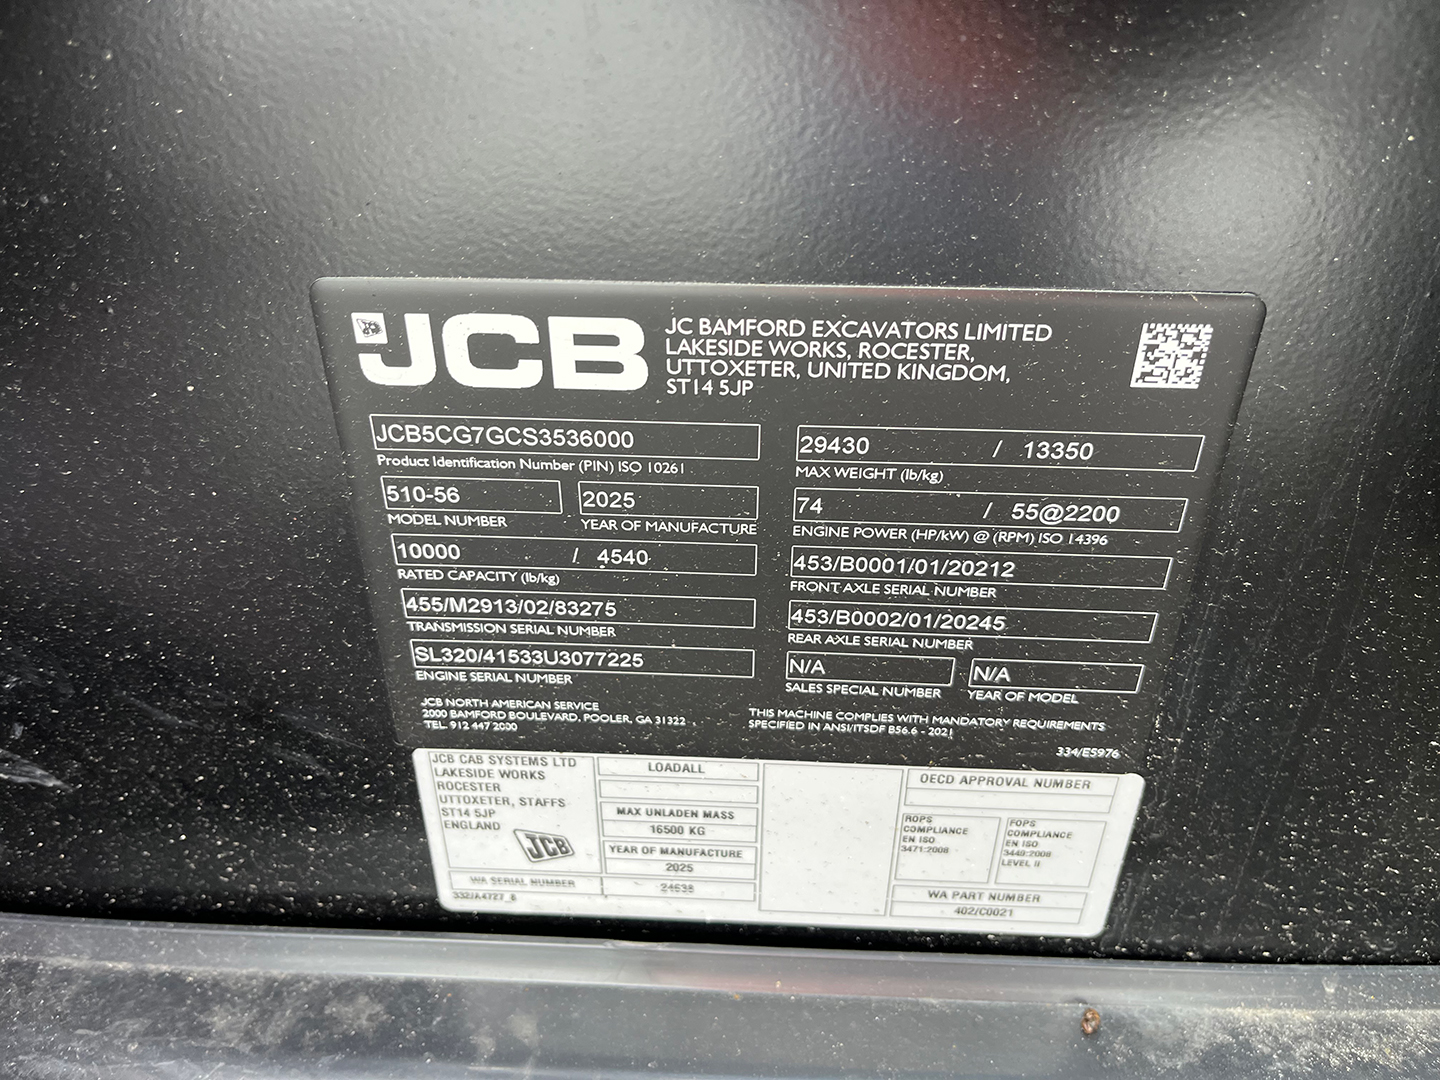 JCB
JC BAMFORD EXCAVATORS LIMITED
LAKESIDE WORKS, ROCESTER,
UTTOXETER, UNITED KINGDOM,
ST14 5JP
JCB5CG7GCS3536000
Product Identification Number (PIN) ISO 10261
510-56
MODEL NUMBER
2025
YEAR OF MANUFACTURE
10000 / 4540
RATED CAPACITY (lb/kg)
455/M2913/02/83275
TRANSMISSION SERIAL NUMBER
SL320/41533U3077225
ENGINE SERIAL NUMBER
29430 / 13350
MAX WEIGHT (lb/kg)
74 / 55@2200
ENGINE POWER (HP/kW) @ (RPM) ISO 14396
453/B0001/01/20212
FRONT AXLE SERIAL NUMBER
453/B0002/01/20245
REAR AXLE SERIAL NUMBER
N/A
SALES SPECIAL NUMBER
N/A
YEAR OF MODEL
JCB NORTH AMERICAN SERVICE
2000 BAMFORD BOULEVARD, POOLER, GA 31322
TEL. 912 447 2000
THIS MACHINE COMPLIES WITH MANDATORY REQUIREMENTS
SPECIFIED IN ANSI/ITSDF B56.6 - 2021
334/E5976
JCB CAB SYSTEMS LTD
LAKESIDE WORKS
ROCESTER
UTTOXETER, STAFFS
ST14 5JP
ENGLAND
JCB
WA SERIAL NUMBER
332/A4727_6
LOADALL
MAX UNLADEN MASS
16500 KG
YEAR OF MANUFACTURE
2025
24638
OECD APPROVAL NUMBER
ROPS
COMPLIANCE
EN ISO
3471:2008
FOPS
COMPLIANCE
EN ISO
3449:2008
LEVEL II
WA PART NUMBER
402/C0021